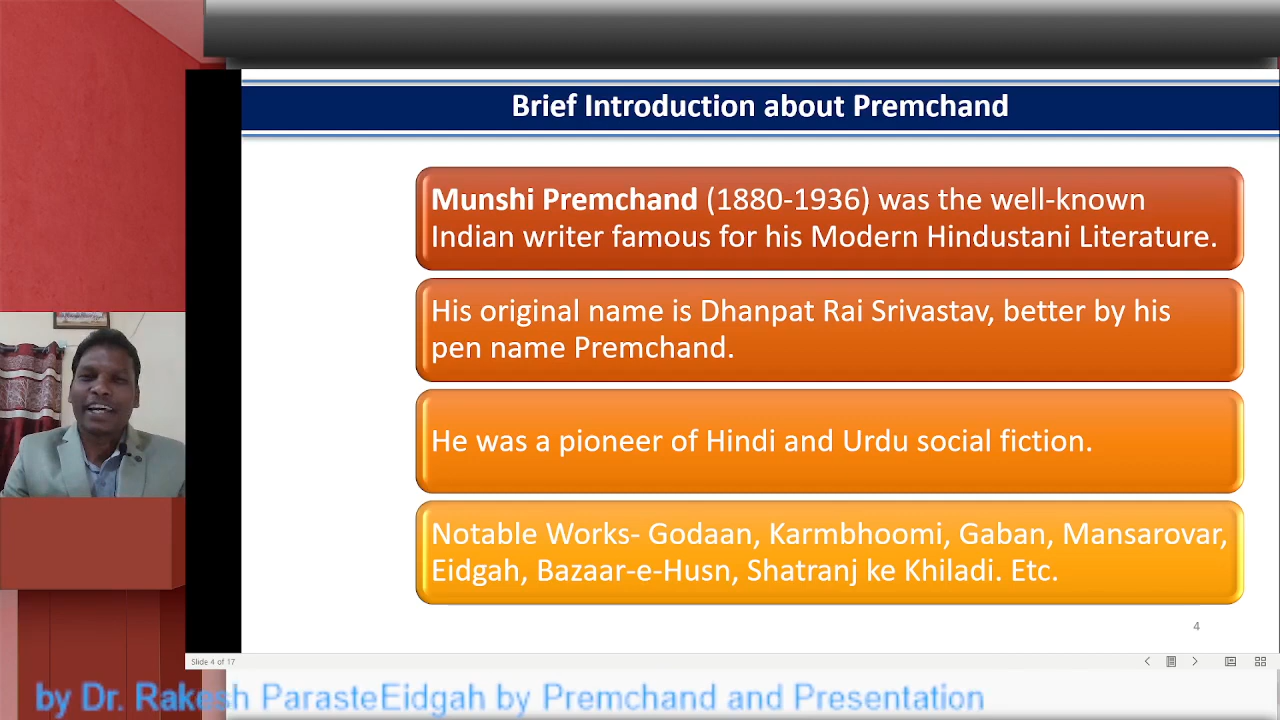 Brief Introduction about Premchand
Munshi Premchand (1880-1936) was the well-known
Indian writer famous for his Modern Hindustani Literature.
His original name is Dhanpat Rai Srivastav, better by his
pen name Premchand.
He was a pioneer of Hindi and Urdu social fiction.
Notable Works- Godaan, Karmbhoomi, Gaban, Mansarovar,
Eidgah, Bazaar-e-Husn, Shatranj ke Khiladi. Etc.
4
Slide 4 of 17
by Dr. Rakesh ParasteEidgah by Premchand and Presentation